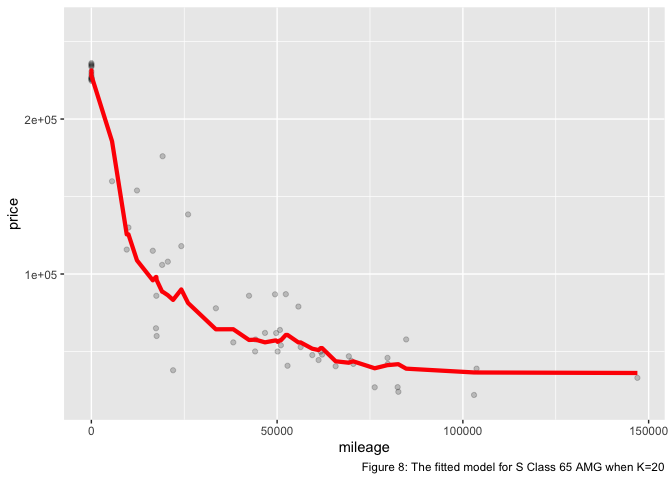 2e+05
1e+05
price
0
50000
100000
150000
mileage
Figure 8: The fitted model for S Class 65 AMG when K=20